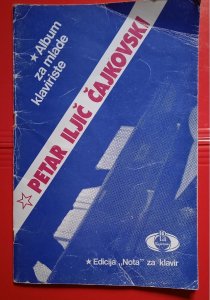 ★ Album
za mlade
klaviriste
☆ PETAR ILJIČ ČAJKOVSKI
★ Edicija „Nota" za klavir